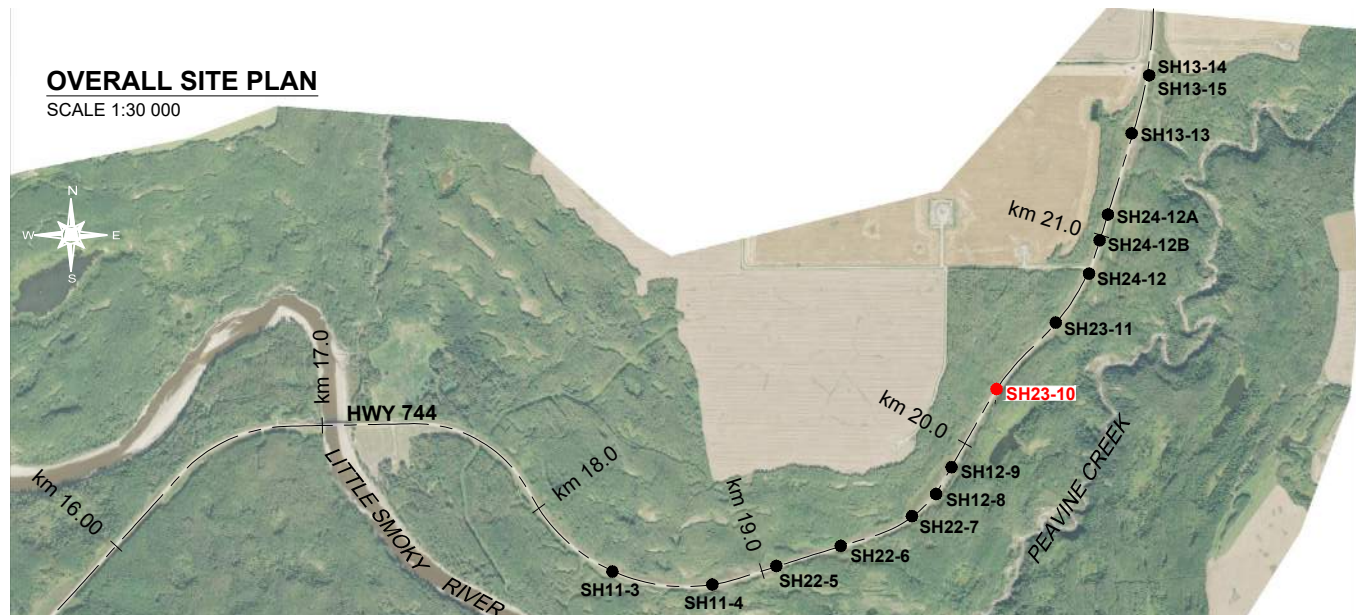 OVERALL SITE PLAN
SCALE 1:30 000
N
W
E
S
SH13-14
SH13-15
SH13-13
SH24-12A
km 21.0
SH24-12B
SH24-12
SH23-11
SH23-10
km 20.0
SH12-9
SH12-8
SH22-7
SH22-6
SH22-5
km 19.0
SH11-4
SH11-3
km 18.0
HWY 744
km 17.0
km 16.00
LITTLE SMOKY RIVER
PEAVINE CREEK